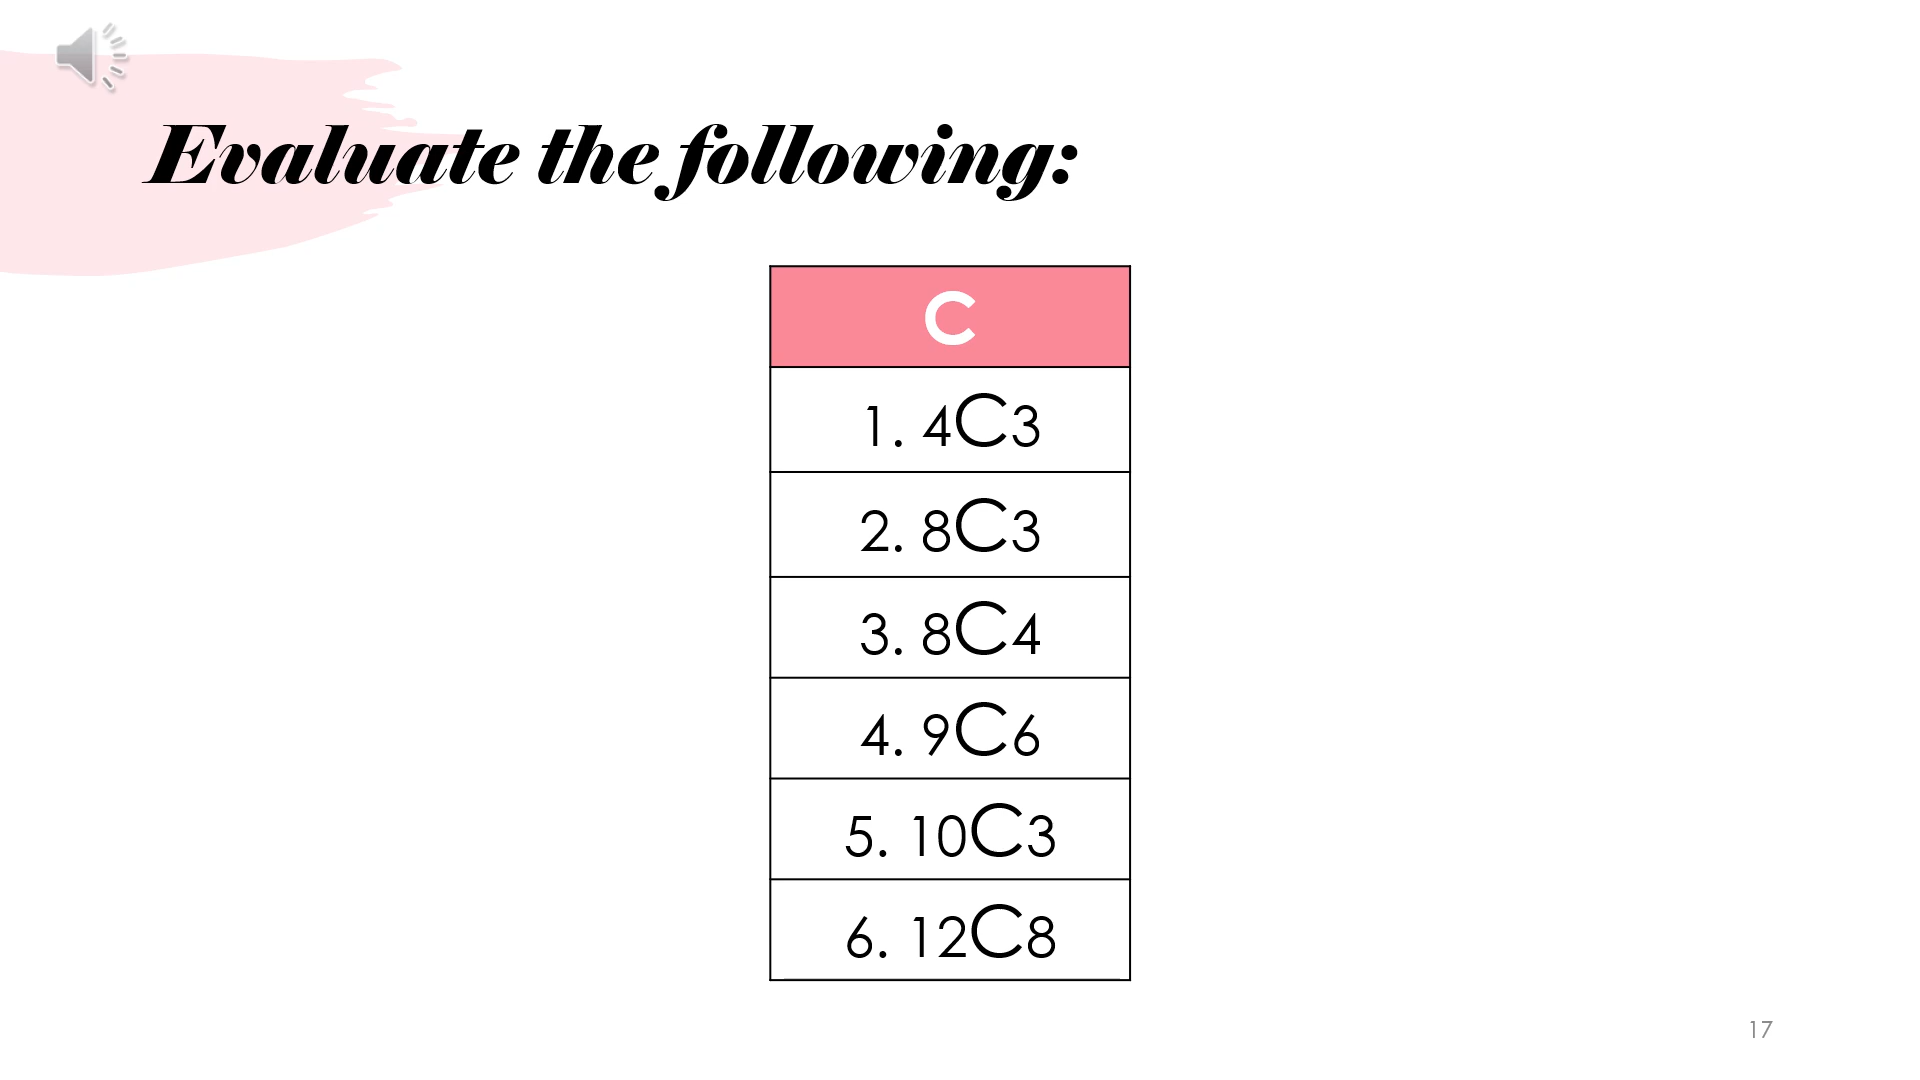 Evaluate the following:
C
1. 4C3
2. 8C3
3. 8C4
4. 9C6
5. 10C3
6. 12C8
17